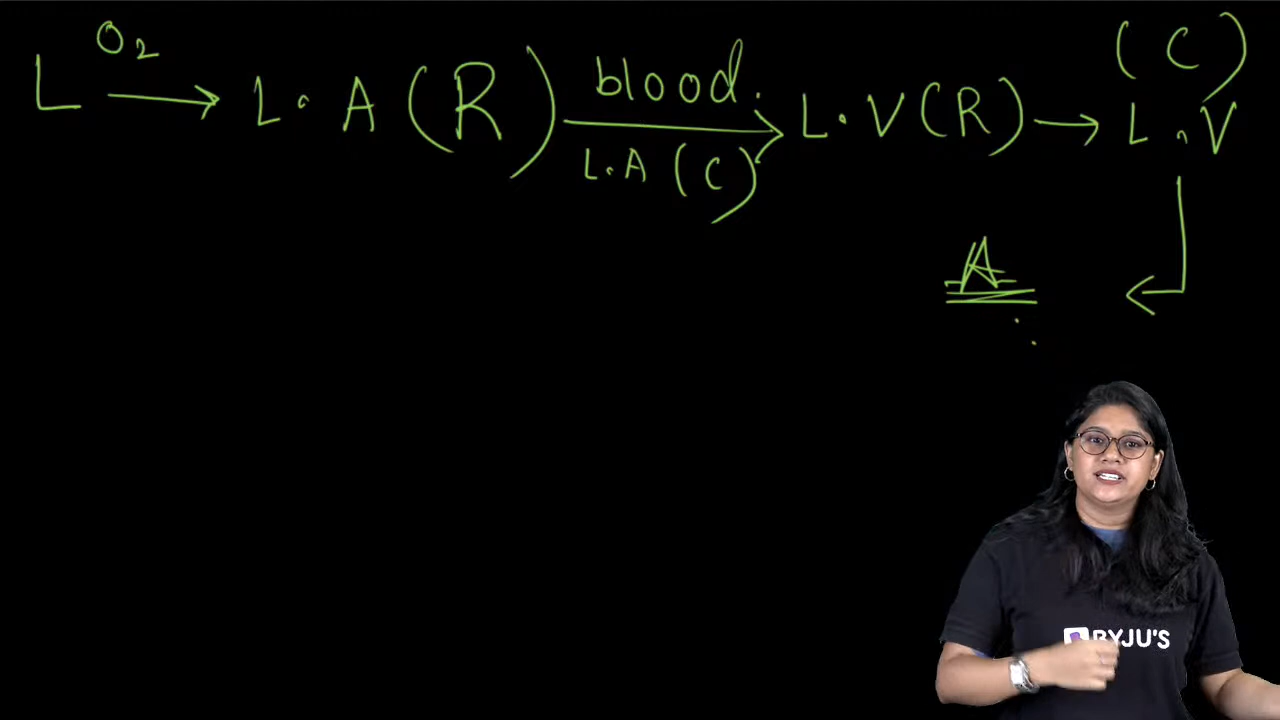 O₂
L → L.A (R) blood. → L.V (R) → (C) L.V
L.A (C)
A
BYJU'S